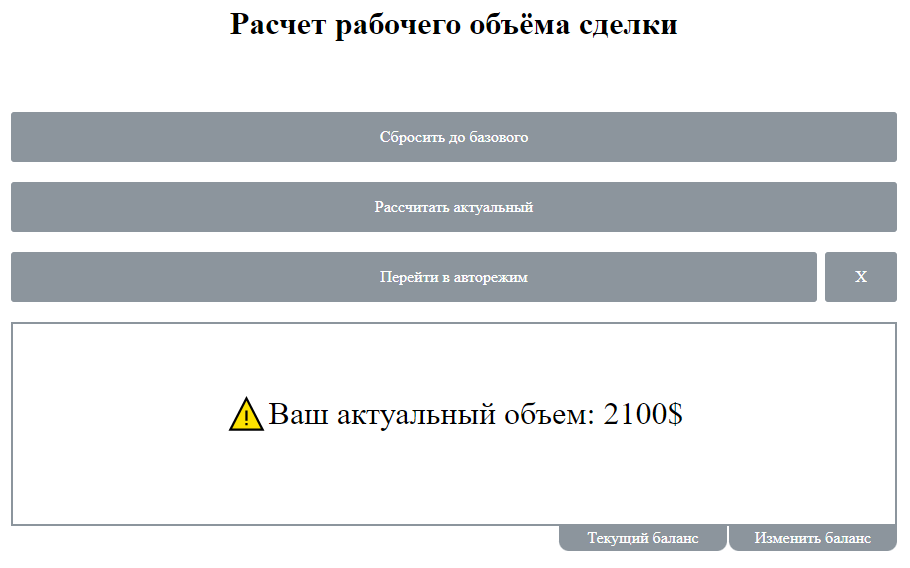 Расчет рабочего объёма сделки
Сбросить до базового
Рассчитать актуальный
Перейти в авторежим X
⚠ Ваш актуальный объем: 2100$
Текущий баланс Изменить баланс